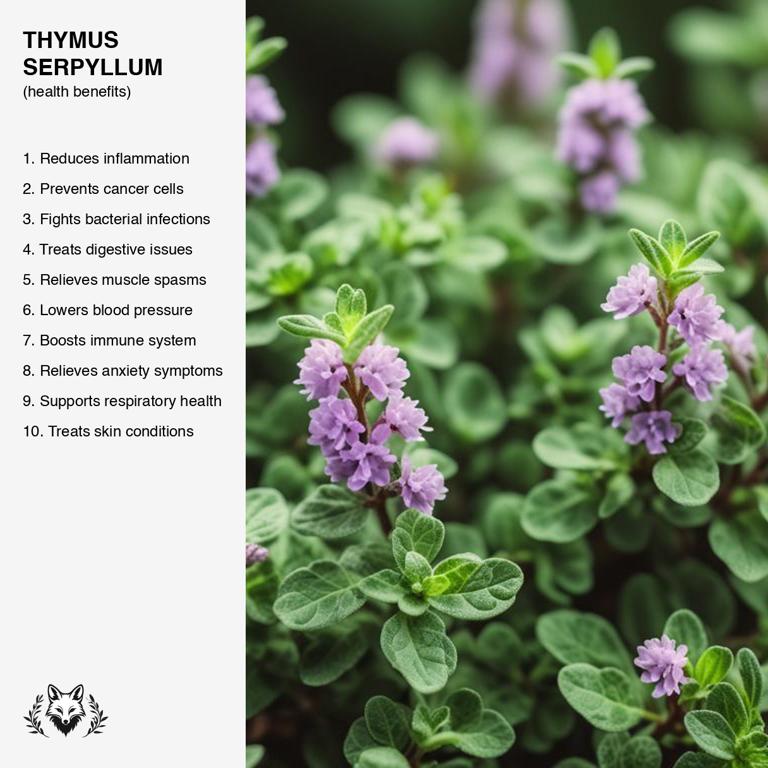 THYMUS
SERPYLLUM
(health benefits)
1. Reduces inflammation
2. Prevents cancer cells
3. Fights bacterial infections
4. Treats digestive issues
5. Relieves muscle spasms
6. Lowers blood pressure
7. Boosts immune system
8. Relieves anxiety symptoms
9. Supports respiratory health
10. Treats skin conditions